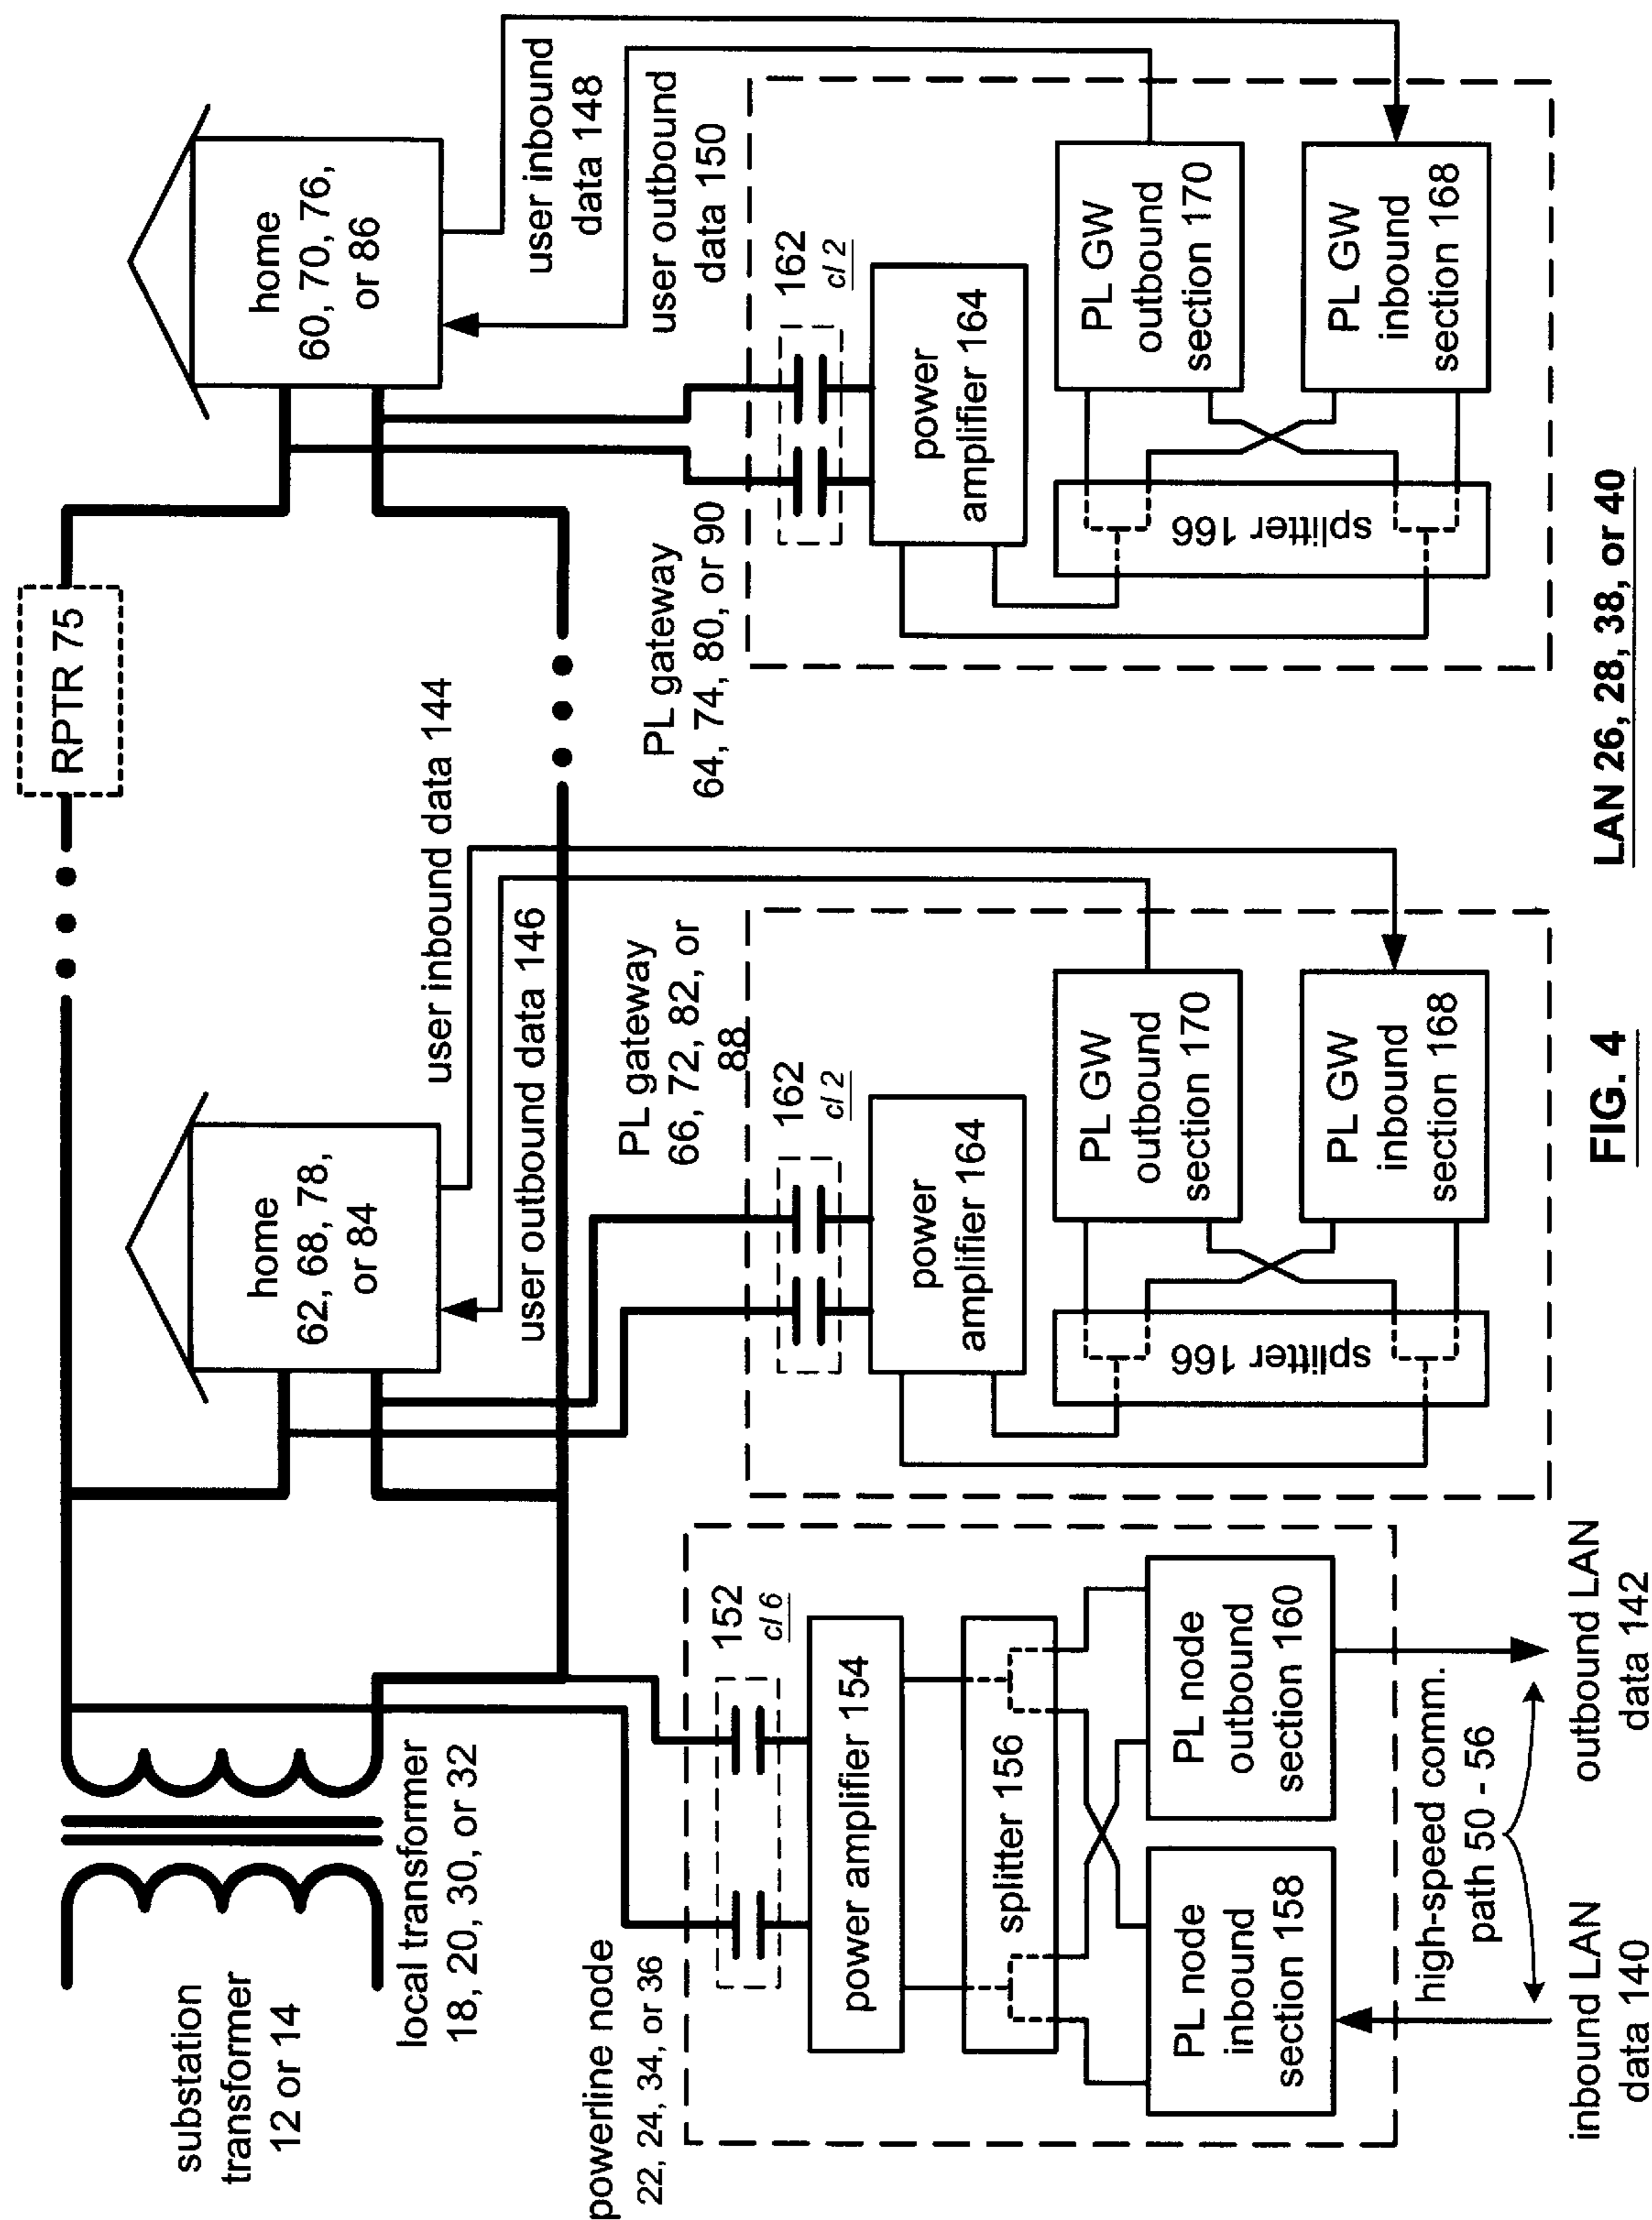 substation
transformer
12 or 14
local transformer
18, 20, 30, or 32
RPTR 75
home
62, 68, 78,
or 84
home
60, 70, 76,
or 86
user inbound data 144
user outbound data 146
user inbound
data 148
user outbound
data 150
powerline node
22, 24, 34, or 36
152
cl 6
power amplifier 154
splitter 156
PL node
inbound
section 158
PL node
outbound
section 160
high-speed comm.
path 50 - 56
inbound LAN
data 140
outbound LAN
data 142
PL gateway
66, 72, 82, or
88
162
cl 2
power
amplifier 164
splitter 166
PL GW
outbound
section 170
PL GW
inbound
section 168
PL gateway
64, 74, 80, or 90
162
cl 2
power
amplifier 164
splitter 166
PL GW
outbound
section 170
PL GW
inbound
section 168
FIG. 4
LAN 26, 28, 38, or 40